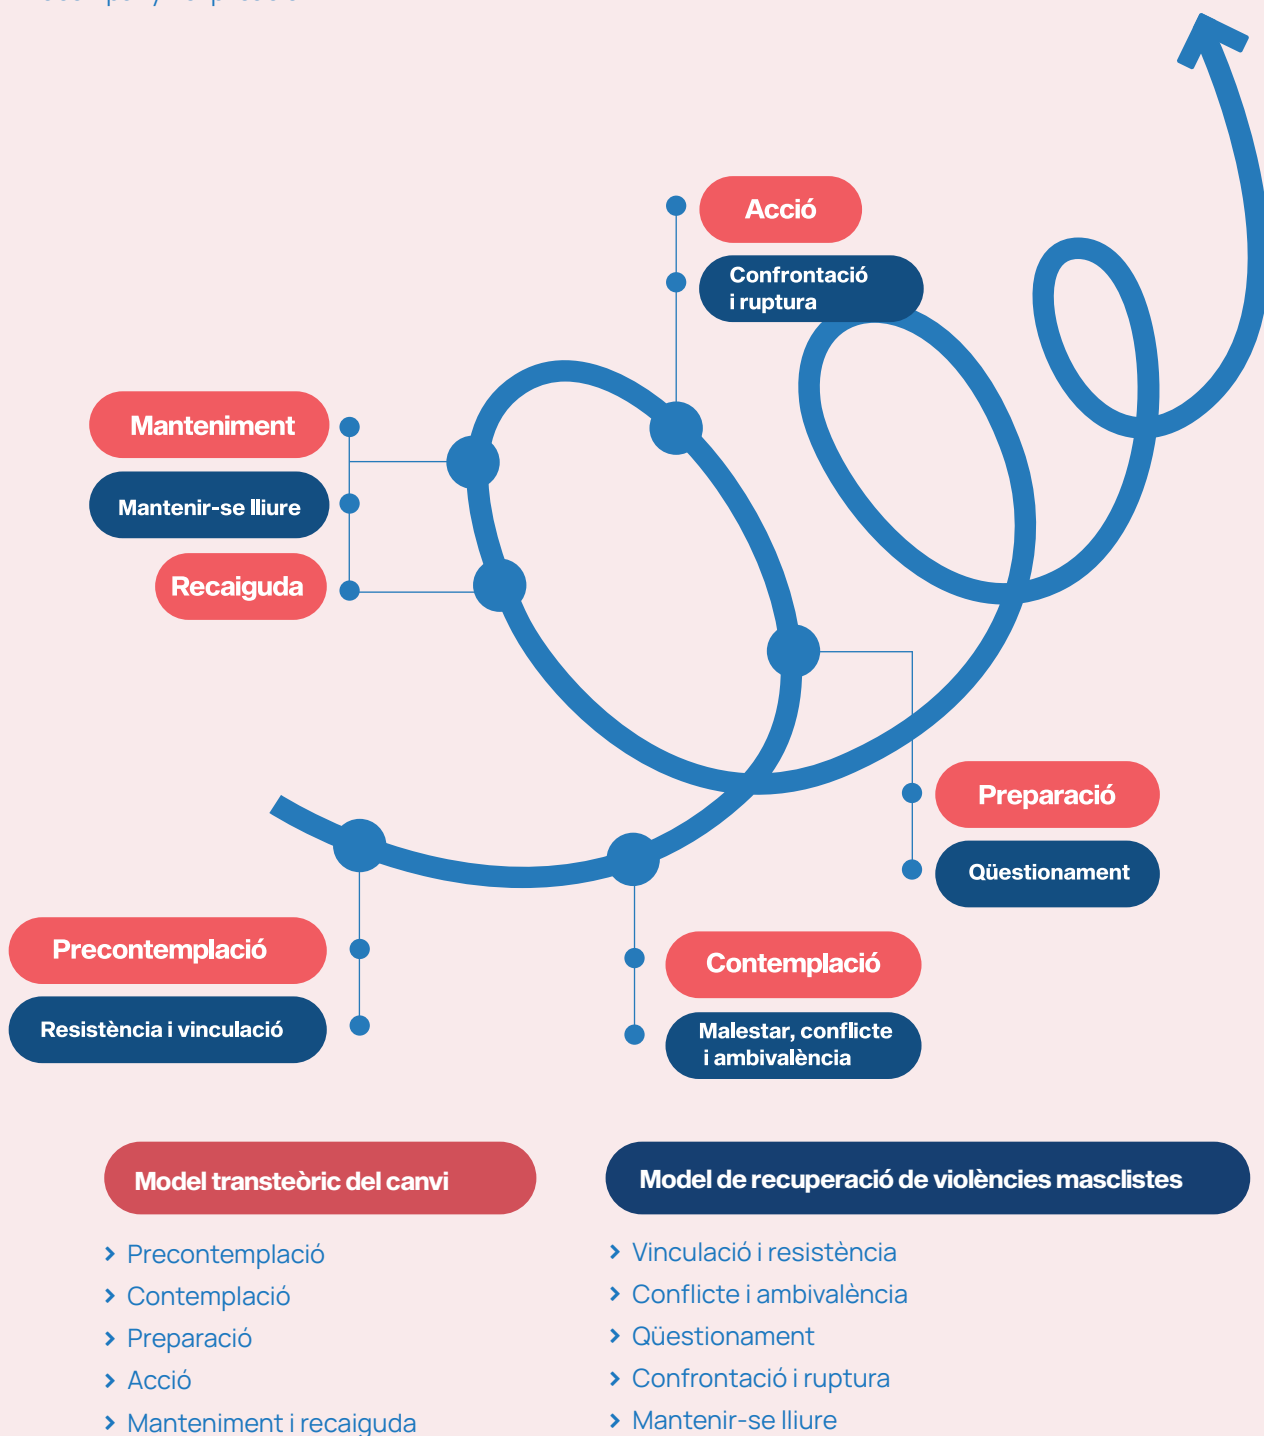 Acció
Confrontació
i ruptura
Manteniment
Mantenir-se lliure
Recaiguda
Preparació
Qüestionament
Precontemplació
Resistència i vinculació
Contemplació
Malestar, conflicte
i ambivalència
Model transteòric del canvi
Precontemplació
Contemplació
Preparació
Acció
Manteniment i recaiguda
Model de recuperació de violències masclistes
Vinculació i resistència
Conflicte i ambivalència
Qüestionament
Confrontació i ruptura
Mantenir-se lliure